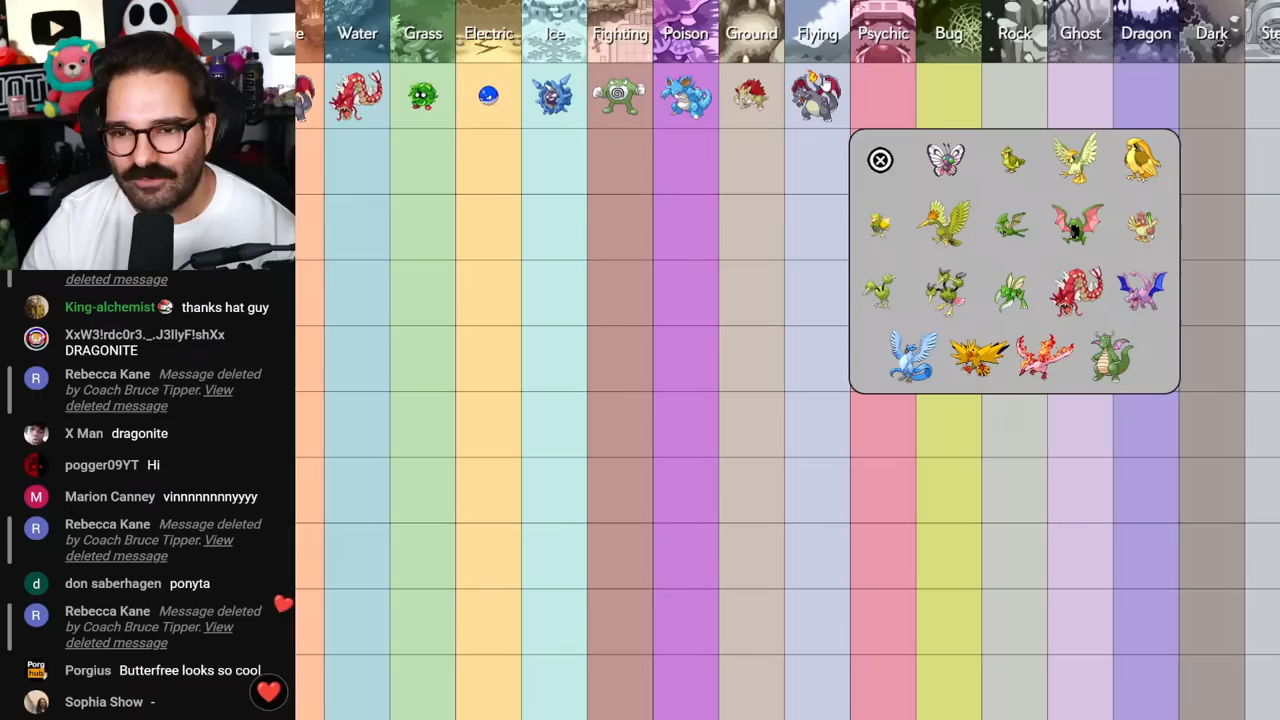 e Water Grass Electric Ice Fighting Poison Ground Flying Psychic Bug Rock Ghost Dragon Dark Ste
deleted message
King-alchemist thanks hat guy
XxW3!rdc0r3._.J3llyF!shXx
DRAGONITE
R Rebecca Kane Message deleted
by Coach Bruce Tipper. View
deleted message
X Man dragonite
pogger09YT Hi
M Marion Canney vinnnnnnnyyyy
R Rebecca Kane Message deleted
by Coach Bruce Tipper. View
deleted message
d don saberhagen ponyta
R Rebecca Kane Message deleted
by Coach Bruce Tipper. View
deleted message
Porg hub Porgius Butterfree looks so cool
Sophia Show -